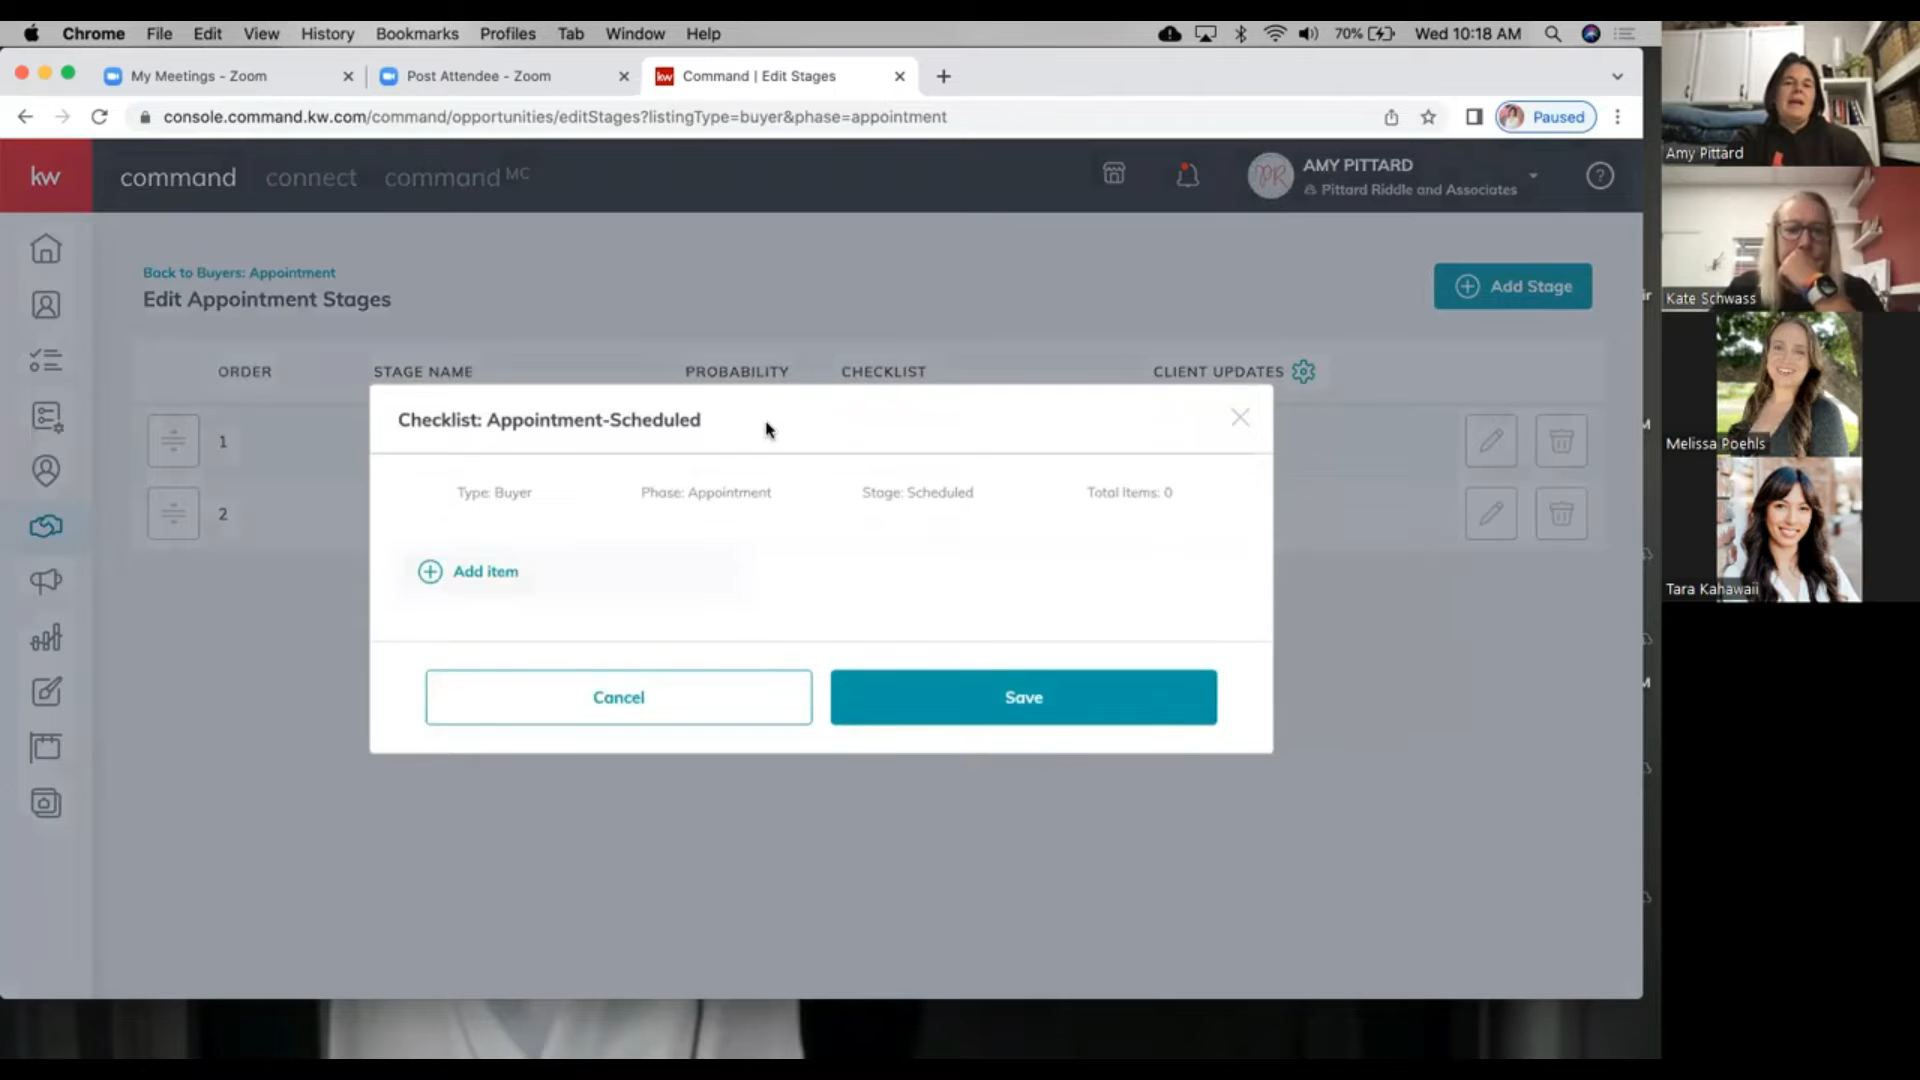 Chrome File Edit View History Bookmarks Profiles Tab Window Help 70% Wed 10:18 AM
My Meetings - Zoom Post Attendee - Zoom kw Command | Edit Stages
console.command.kw.com/command/opportunities/editStages?listingType=buyer&phase=appointment Paused
kw command connect command MC PR AMY PITTARD
Pittard Riddle and Associates
Back to Buyers: Appointment
Edit Appointment Stages
Add Stage
ORDER STAGE NAME PROBABILITY CHECKLIST CLIENT UPDATES
1
2
Checklist: Appointment-Scheduled
Type: Buyer Phase: Appointment Stage: Scheduled Total Items: 0
Add item
Cancel Save
Amy Pittard
Kate Schwass
Melissa Poehls
Tara Kahawaii